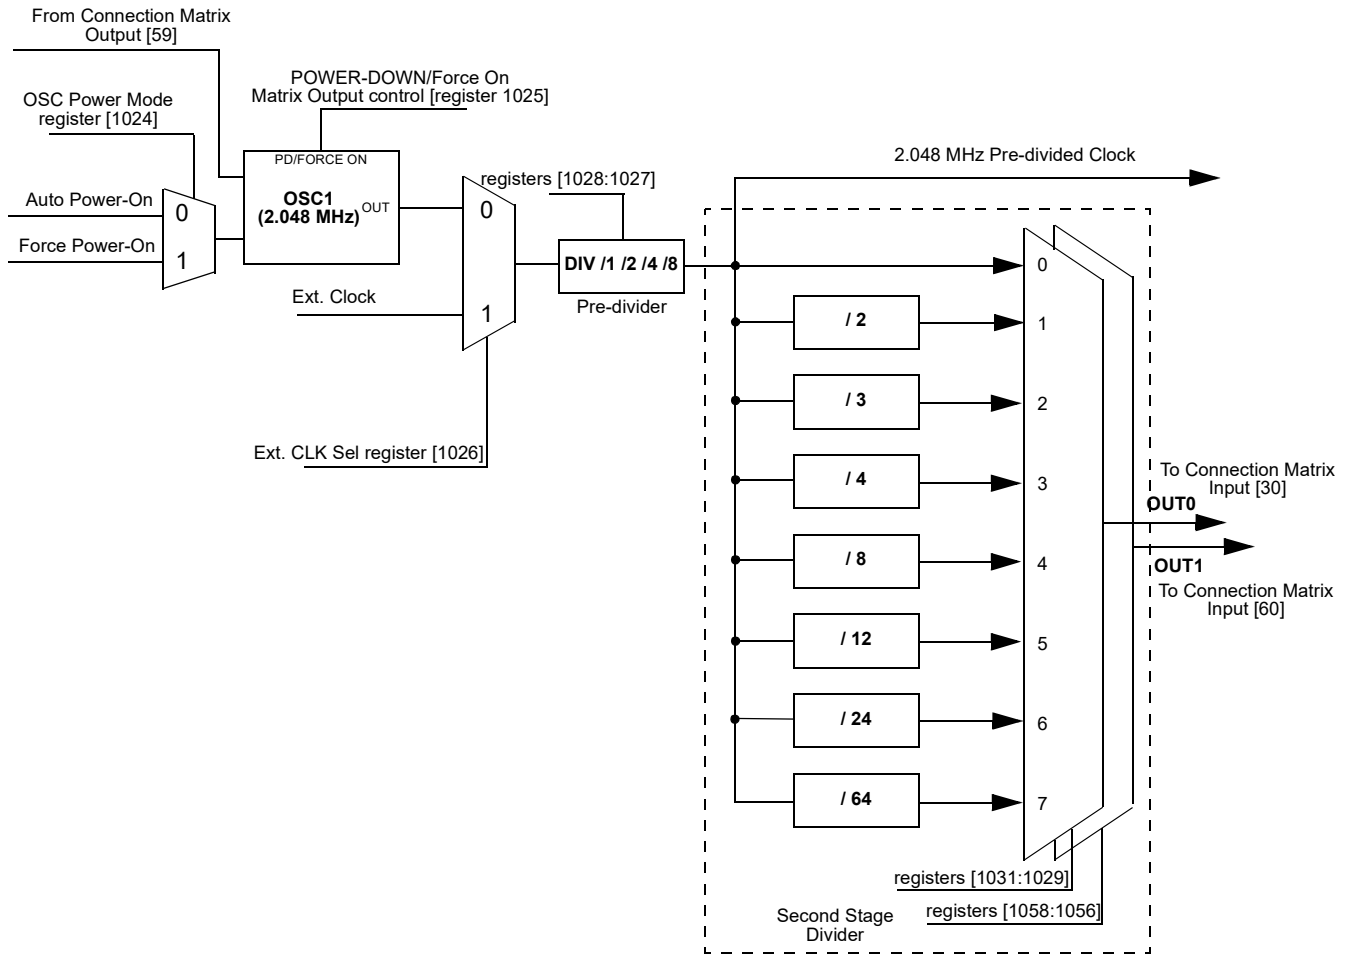 From Connection Matrix
Output [59]
POWER-DOWN/Force On
Matrix Output control [register 1025]
OSC Power Mode
register [1024]
PD/FORCE ON
OSC1
(2.048 MHz)
OUT
Auto Power-On
0
Force Power-On
1
0
Ext. Clock
1
Ext. CLK Sel register [1026]
registers [1028:1027]
DIV /1 /2 /4 /8
Pre-divider
2.048 MHz Pre-divided Clock
0
/ 2
1
/ 3
2
/ 4
3
/ 8
4
/ 12
5
/ 24
6
/ 64
7
To Connection Matrix
Input [30]
OUT0
OUT1
To Connection Matrix
Input [60]
registers [1031:1029]
registers [1058:1056]
Second Stage
Divider